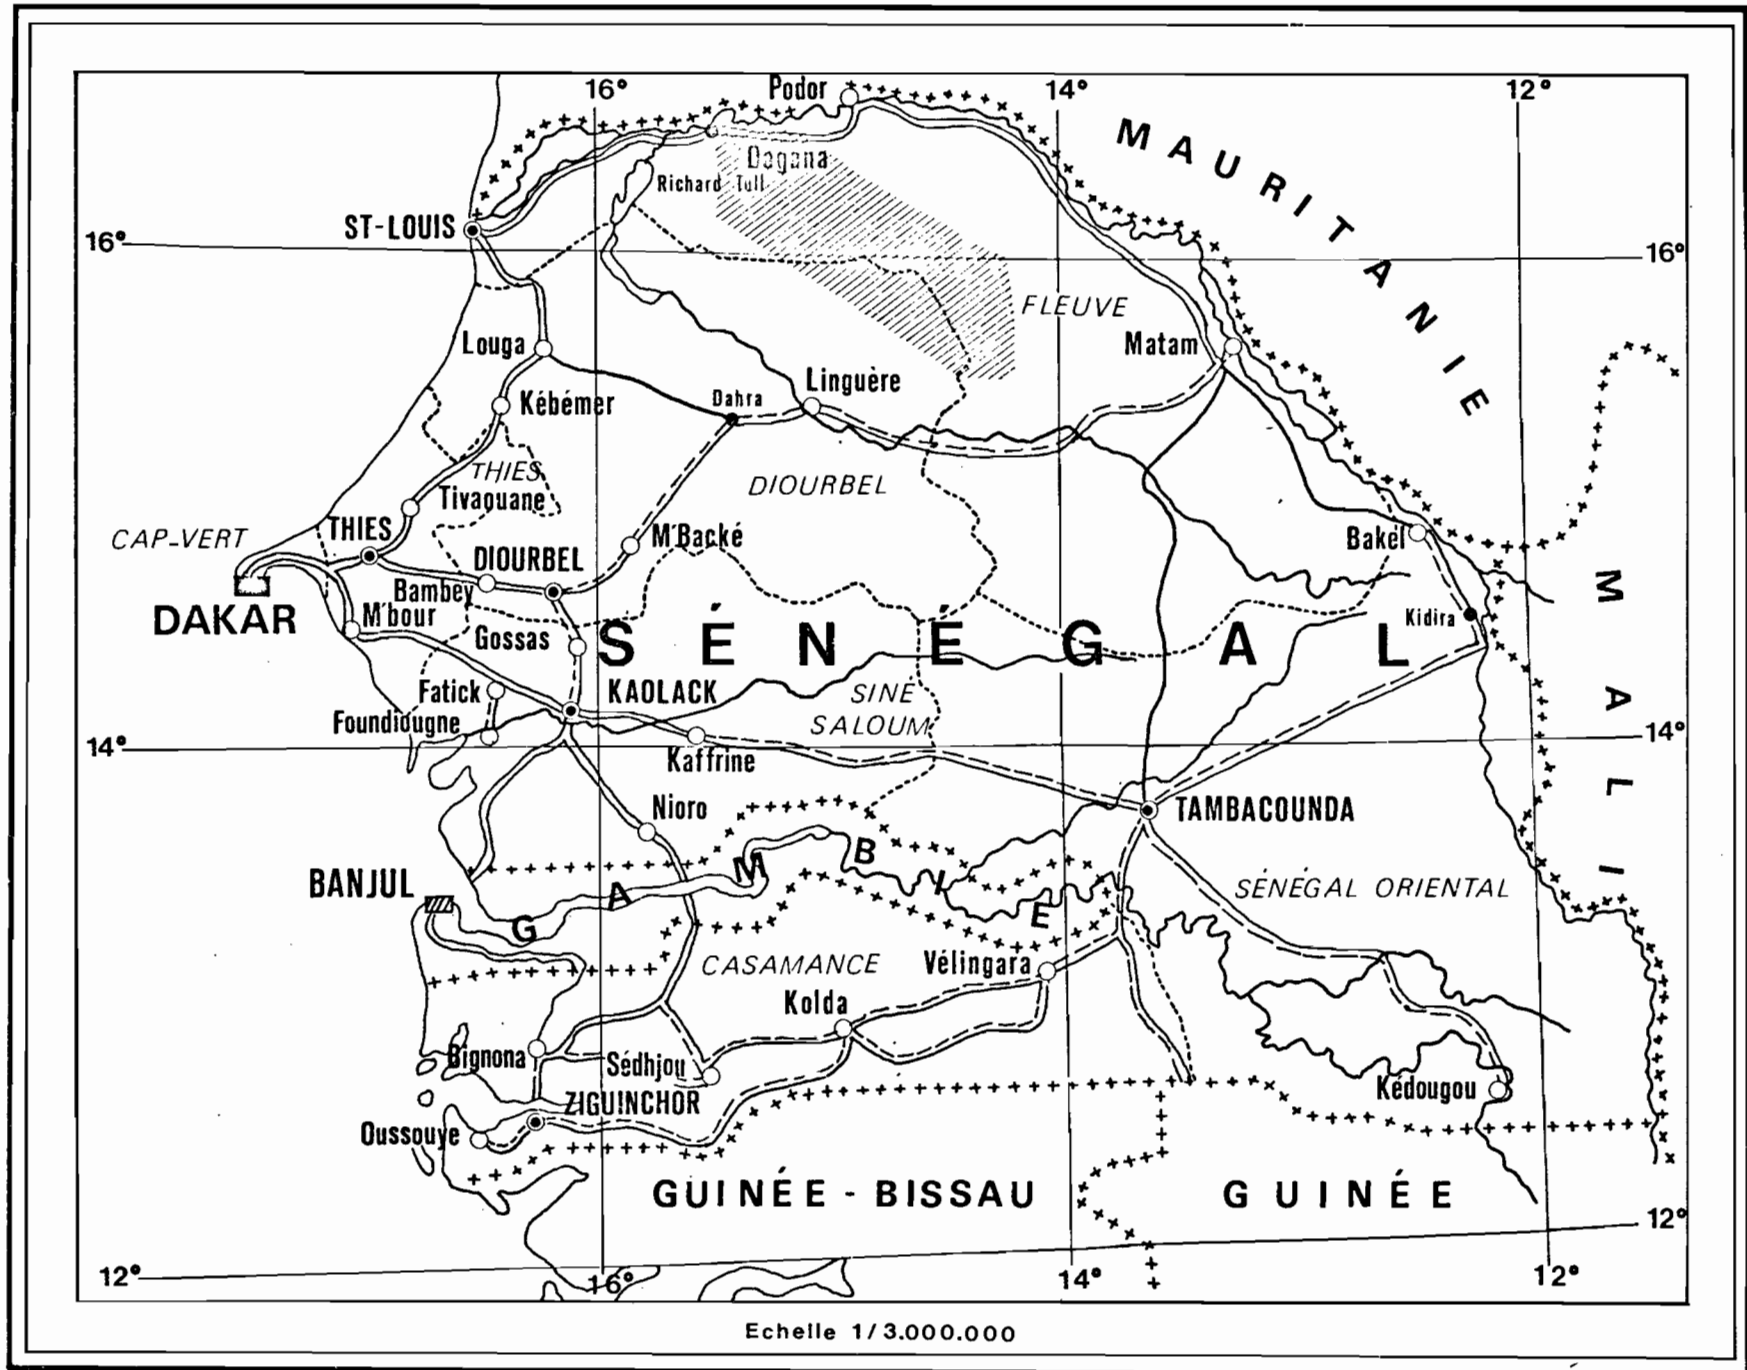 16°
14°
12°
Podor
MAURITANIE
Dagana
Richard Toll
ST-LOUIS
16°
16°
FLEUVE
Louga
Matam
Linguère
Kébémer
Dahra
THIES
DIOURBEL
Tivaouane
CAP-VERT
THIES
M'Backé
Bakel
DIOURBEL
Bambey
DAKAR
M'bour
Kidira
Gossas
SÉNÉGAL
MALI
Fatick
KAOLACK
SINE
SALOUM
Foundiougne
14°
14°
Kaffrine
Nioro
TAMBACOUNDA
BANJUL
GAMBIE
SÉNÉGAL ORIENTAL
CASAMANCE
Vélingara
Kolda
Bignona
Sédhjou
Kédougou
ZIGUINCHOR
Oussouye
GUINÉE-BISSAU
GUINÉE
12°
12°
16°
14°
12°
Echelle 1/3.000.000